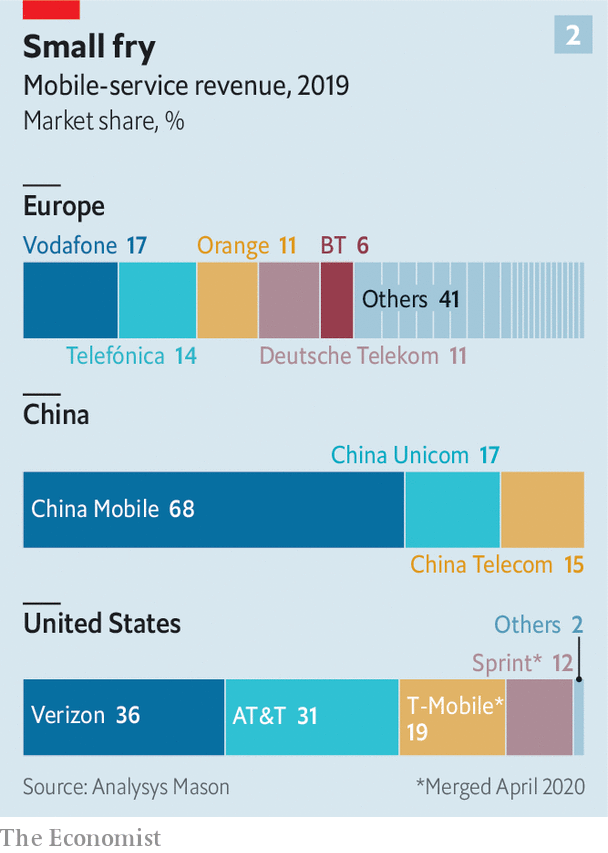 Small fry
2
Mobile-service revenue, 2019
Market share, %
Europe
Vodafone 17
Orange 11
BT 6
Others 41
Telefónica 14
Deutsche Telekom 11
China
China Unicom 17
China Mobile 68
China Telecom 15
United States
Others 2
Sprint* 12
Verizon 36
AT&T 31
T-Mobile*
19
Source: Analysys Mason
*Merged April 2020
The Economist